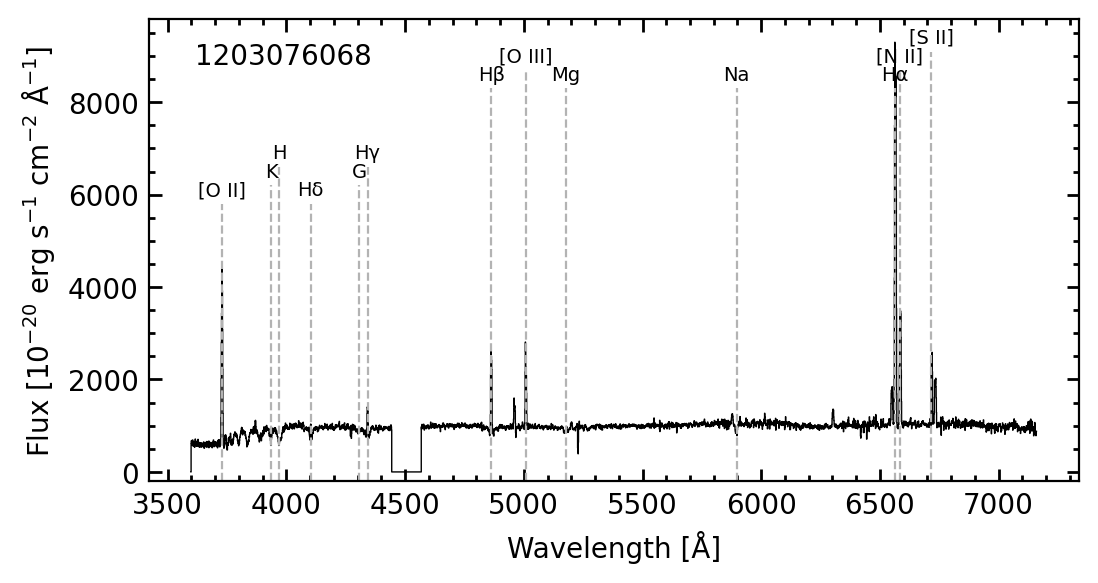 1203076068
[S II]
[O III]
[N II]
Hβ
Mg
Na
Hα
H
Hγ
K
G
[O II]
Hδ
8000
6000
4000
2000
0
Flux [10⁻²⁰ erg s⁻¹ cm⁻² Å⁻¹]
3500 4000 4500 5000 5500 6000 6500 7000
Wavelength [Å]